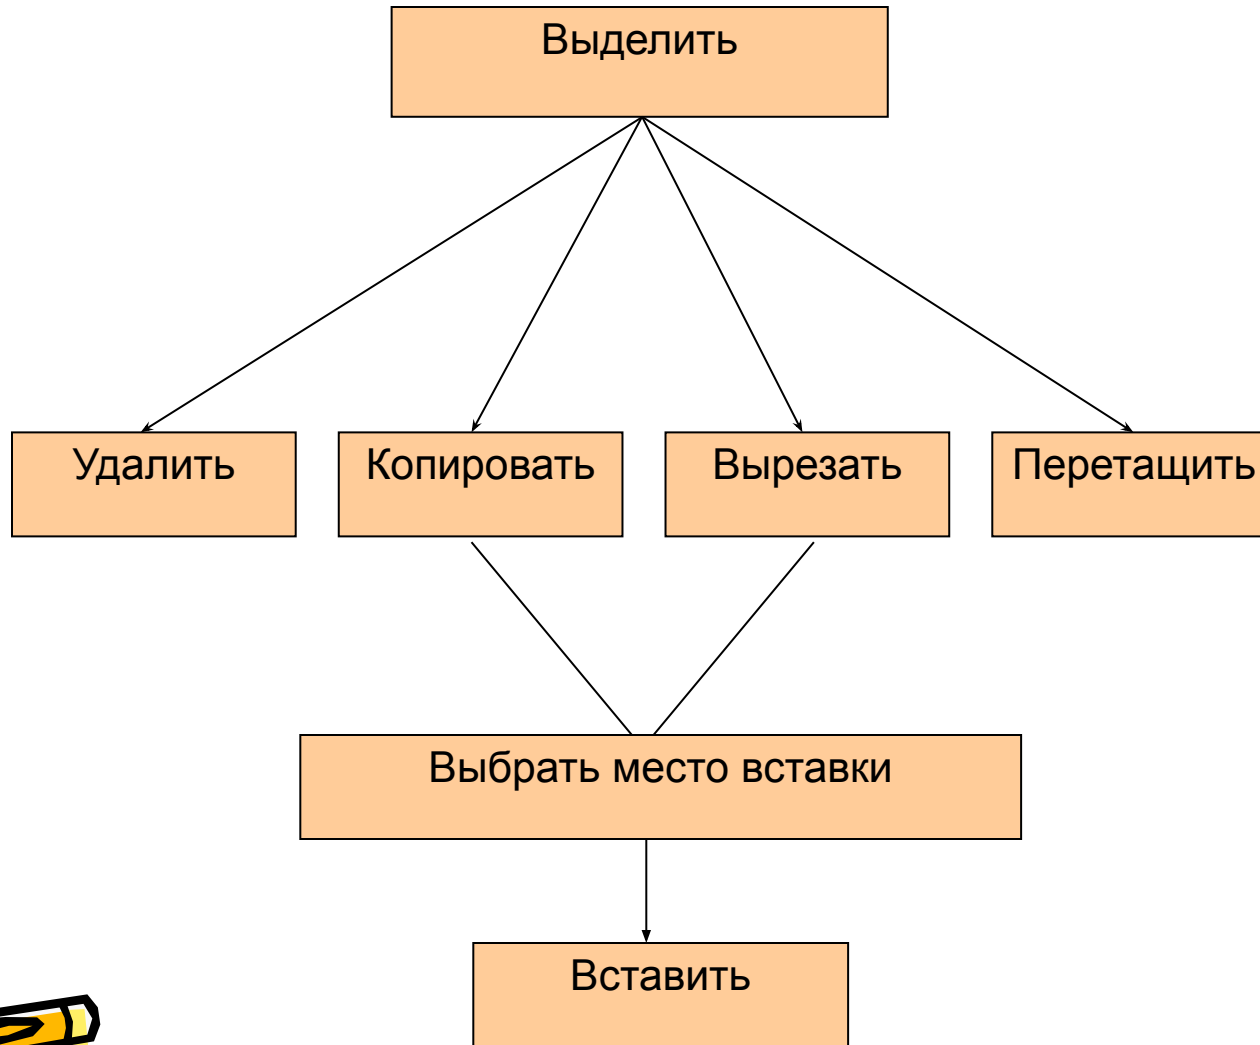 Выделить
Удалить
Копировать
Вырезать
Перетащить
Выбрать место вставки
Вставить